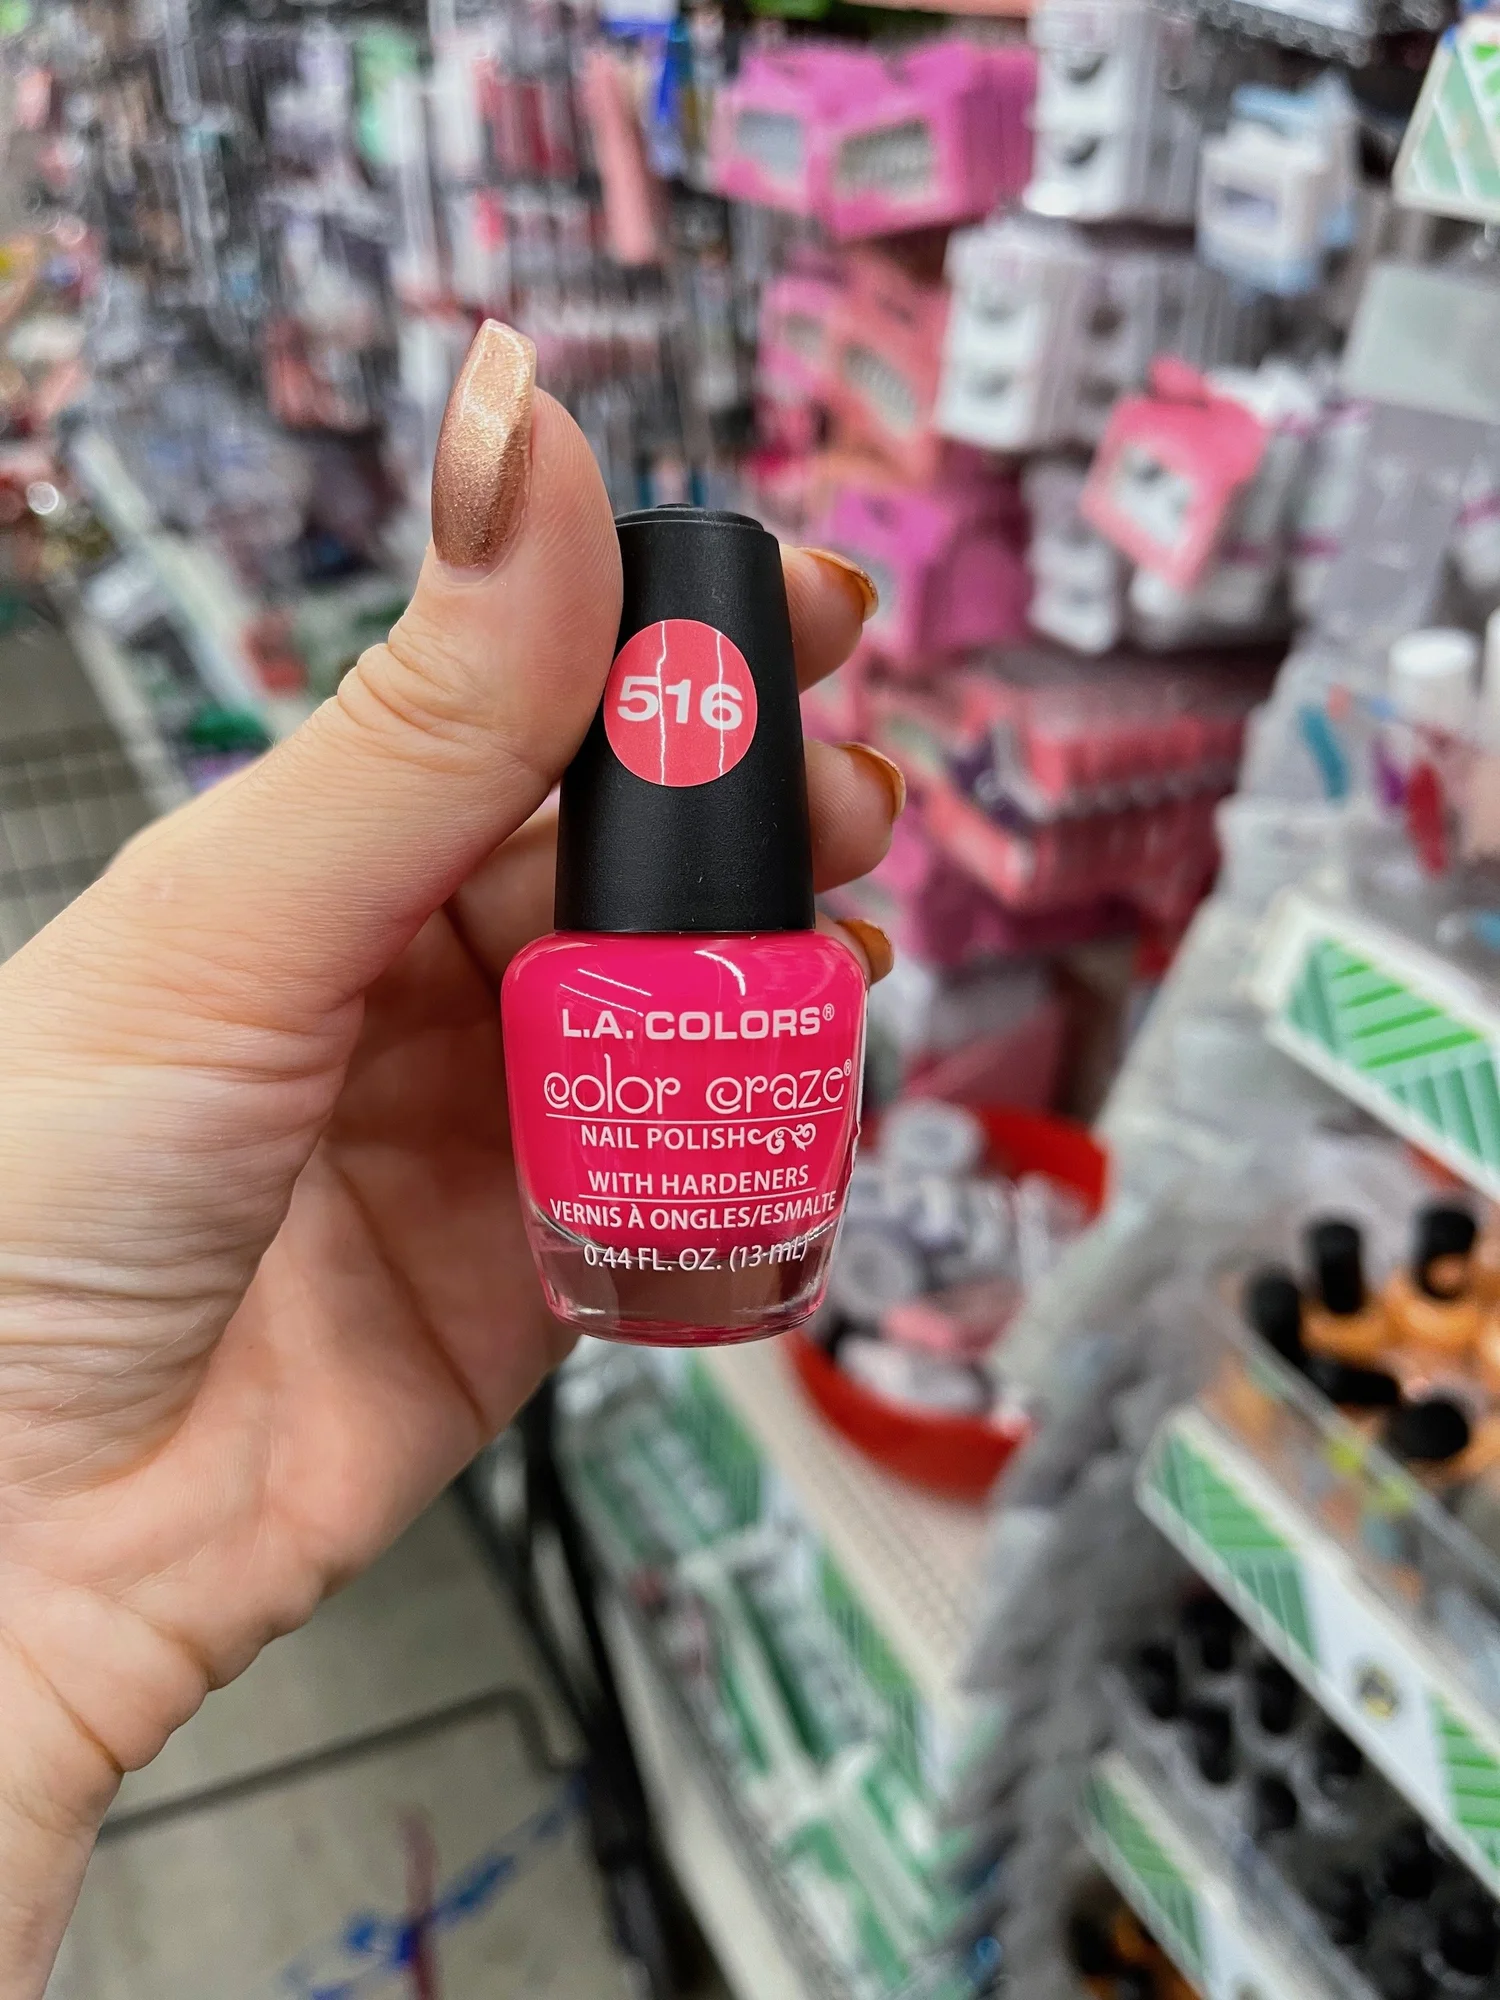 516
L.A. COLORS®
color craze®
NAIL POLISH
WITH HARDENERS
VERNIS À ONGLES/ESMALTE
0.44 FL. OZ. (13 mL)